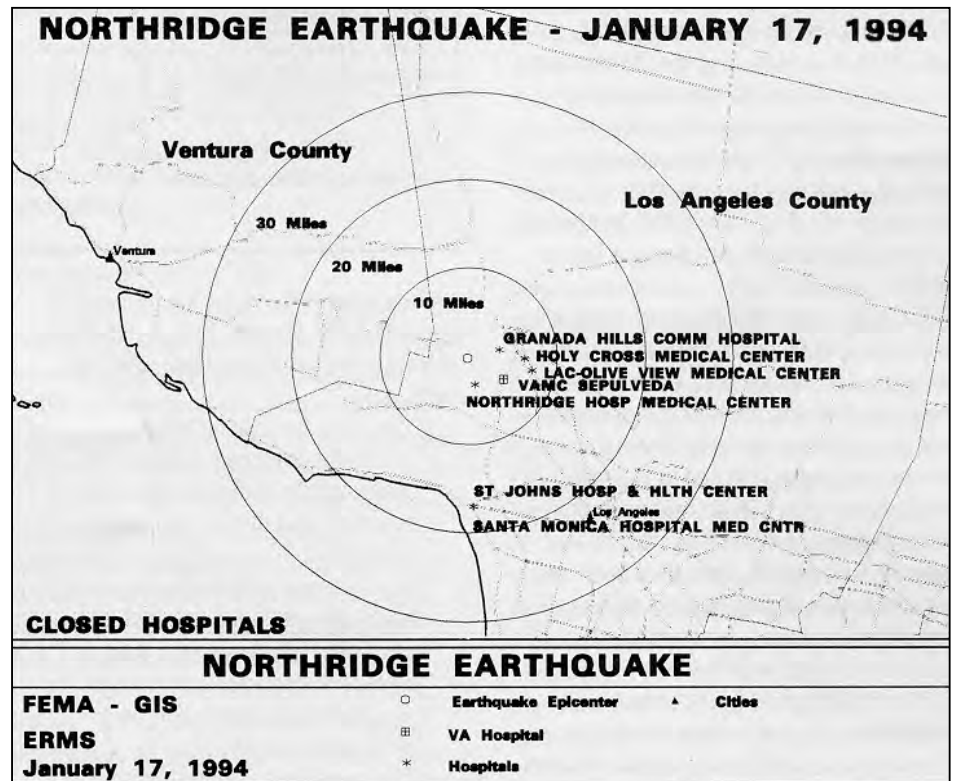 NORTHRIDGE EARTHQUAKE - JANUARY 17, 1994
Ventura County
Los Angeles County
30 Miles
Ventura
20 Miles
10 Miles
GRANADA HILLS COMM HOSPITAL
HOLY CROSS MEDICAL CENTER
LAC-OLIVE VIEW MEDICAL CENTER
VAMC SEPULVEDA
NORTHRIDGE HOSP MEDICAL CENTER
ST JOHNS HOSP & HLTH CENTER
Los Angeles
SANTA MONICA HOSPITAL MED CNTR
CLOSED HOSPITALS
NORTHRIDGE EARTHQUAKE
FEMA - GIS
Earthquake Epicenter
Cities
ERMS
VA Hospital
January 17, 1994
Hospitals